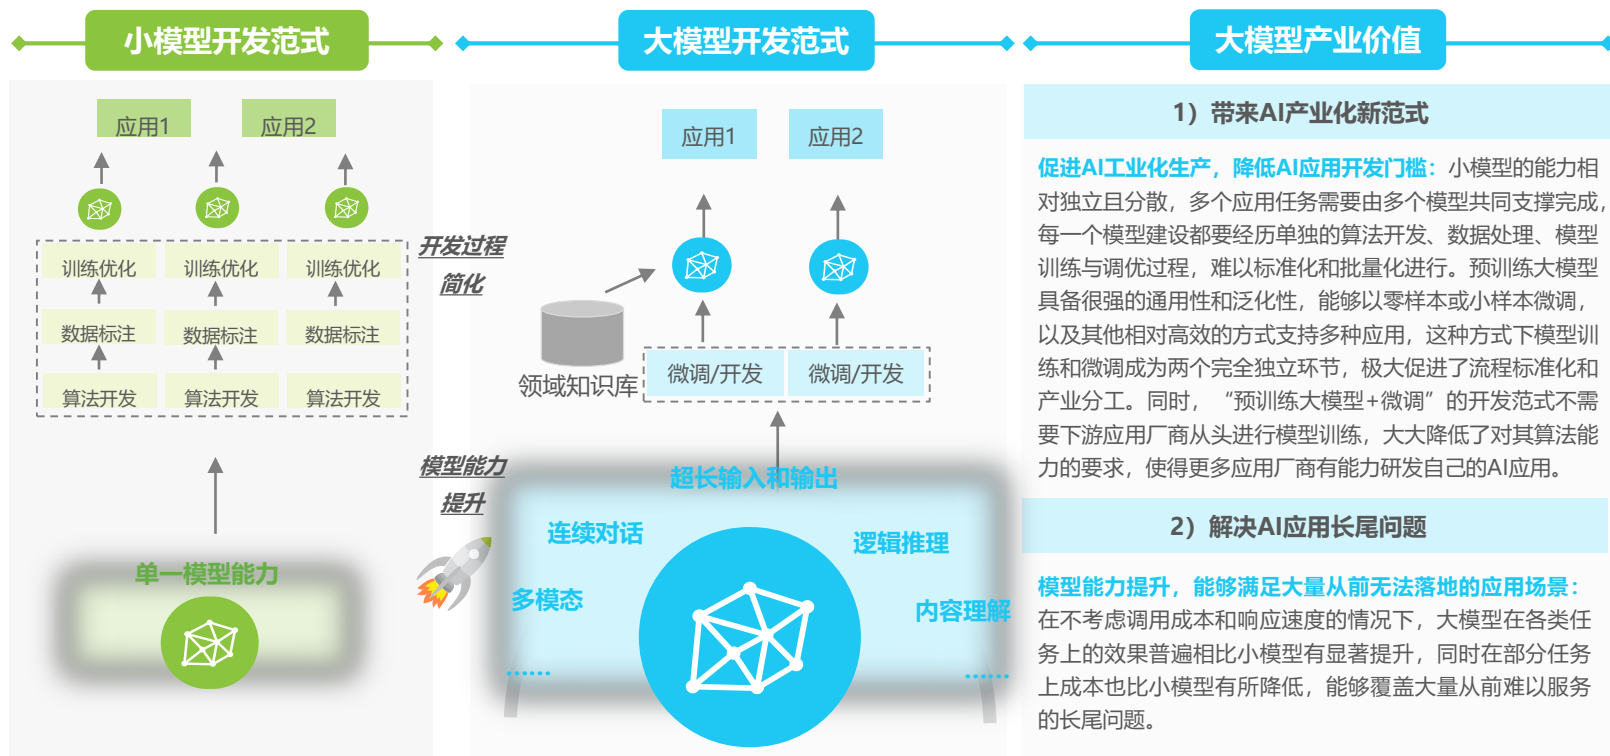 小模型开发范式
应用1
应用2
训练优化
训练优化
训练优化
数据标注
数据标注
数据标注
算法开发
算法开发
算法开发
单一模型能力
开发过程
简化
模型能力
提升
大模型开发范式
应用1
应用2
领域知识库
微调/开发
微调/开发
超长输入和输出
连续对话
逻辑推理
多模态
内容理解
......
......
大模型产业价值
1）带来AI产业化新范式
促进AI工业化生产，降低AI应用开发门槛：小模型的能力相
对独立且分散，多个应用任务需要由多个模型共同支撑完成，
每一个模型建设都要经历单独的算法开发、数据处理、模型
训练与调优过程，难以标准化和批量化进行。预训练大模型
具备很强的通用性和泛化性，能够以零样本或小样本微调，
以及其他相对高效的方式支持多种应用，这种方式下模型训
练和微调成为两个完全独立环节，极大促进了流程标准化和
产业分工。同时，“预训练大模型+微调”的开发范式不需
要下游应用厂商从头进行模型训练，大大降低了对其算法能
力的要求，使得更多应用厂商有能力研发自己的AI应用。
2）解决AI应用长尾问题
模型能力提升，能够满足大量从前无法落地的应用场景：
在不考虑调用成本和响应速度的情况下，大模型在各类任
务上的效果普遍相比小模型有显著提升，同时在部分任务
上成本也比小模型有所降低，能够覆盖大量从前难以服务
的长尾问题。